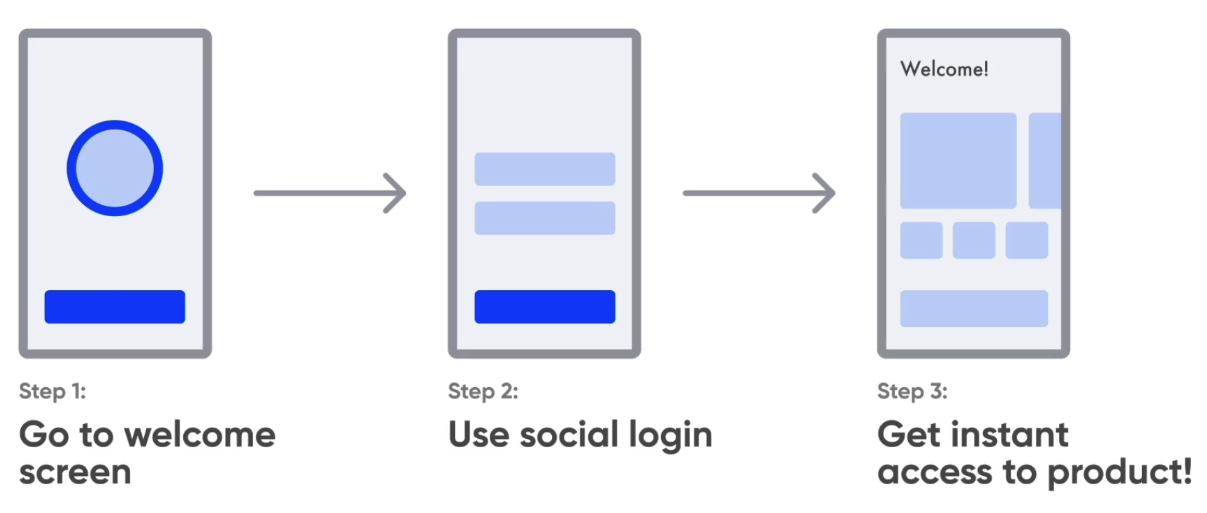 Welcome!
Step 1:
Go to welcome
screen
Step 2:
Use social login
Step 3:
Get instant
access to product!